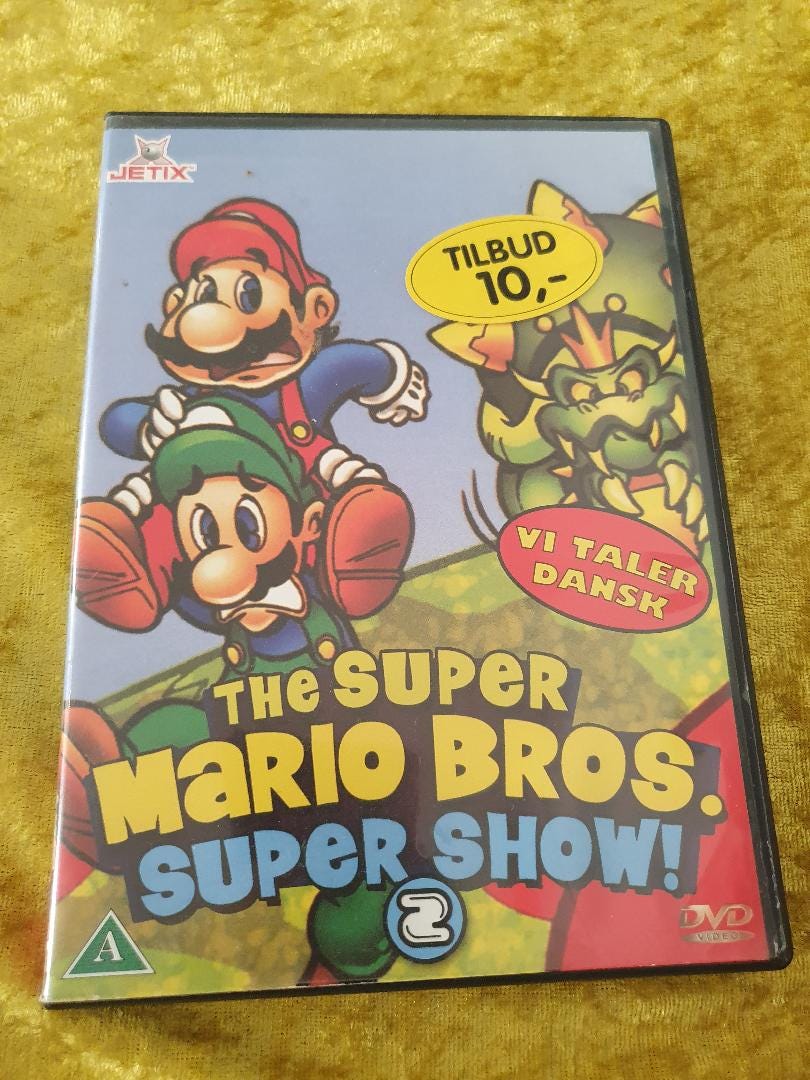 JETIX
TILBUD
10,-
VI TALER
DANSK
THE SUPER
MARIO BROS.
SUPER SHOW!
2
A
DVD
VIDEO